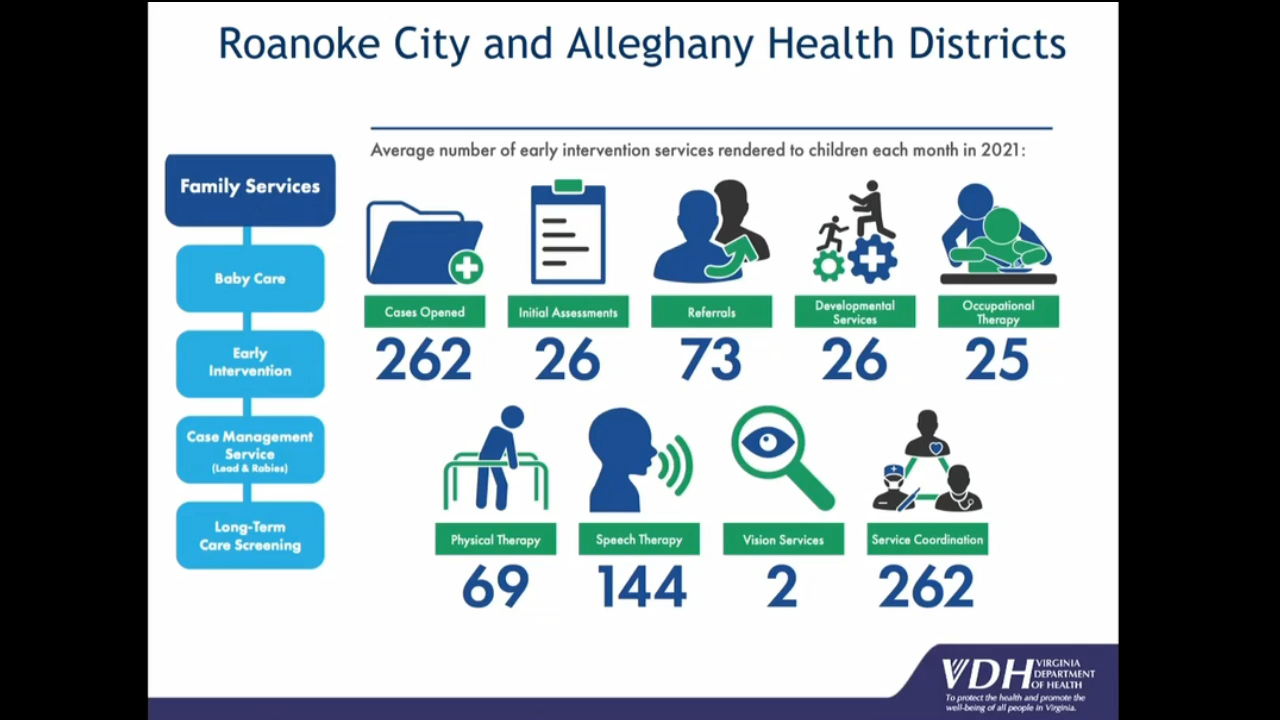 Roanoke City and Alleghany Health Districts
Family Services
Baby Care
Early
Intervention
Case Management
Service
(Lead & Rabies)
Long-Term
Care Screening
Average number of early intervention services rendered to children each month in 2021:
Cases Opened
262
Initial Assessments
26
Referrals
73
Developmental
Services
26
Occupational
Therapy
25
Physical Therapy
69
Speech Therapy
144
Vision Services
2
Service Coordination
262
VDH VIRGINIA
DEPARTMENT
OF HEALTH
To protect the health and promote the
well-being of all people in Virginia.